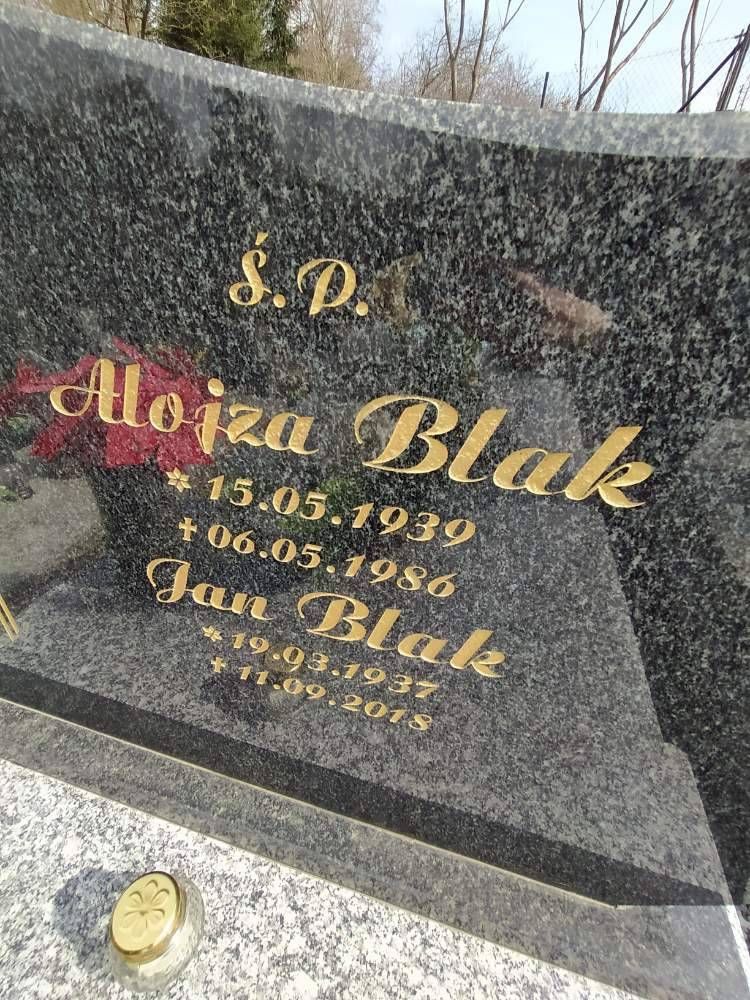 Ś.P.
Alojza Blak
* 15.05.1939
✝ 06.05.1986
Jan Blak
* 19.03.1937
✝ 11.09.2018